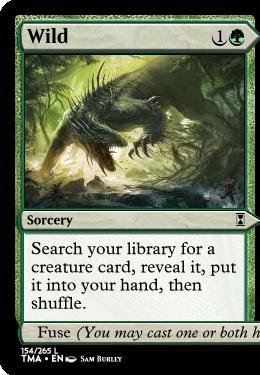 Wild 1
Sorcery
Search your library for a
creature card, reveal it, put
it into your hand, then
shuffle.
Fuse (You may cast one or both h
154/265 L
TMA • EN SAM BURLEY